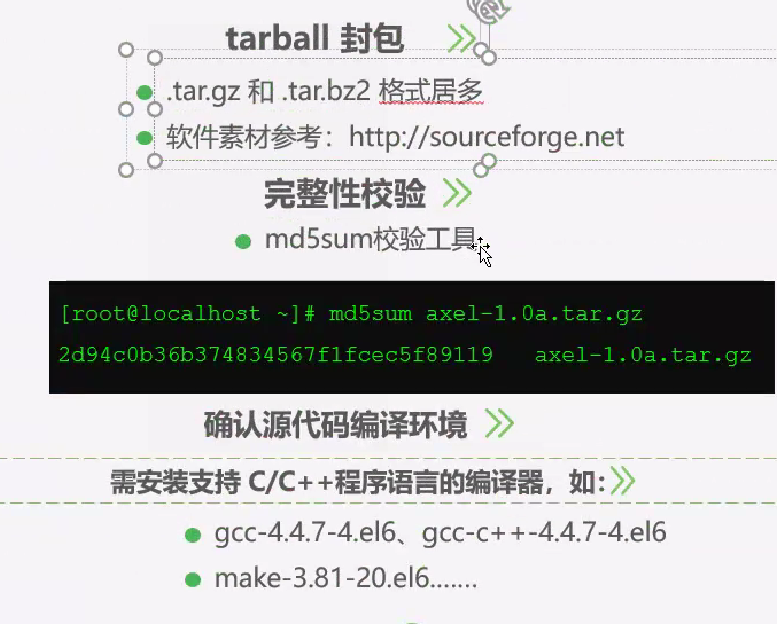 tarball 封包
.tar.gz 和 .tar.bz2 格式居多
软件素材参考：http://sourceforge.net
完整性校验
md5sum校验工具
[root@localhost ~]# md5sum axel-1.0a.tar.gz
2d94c0b36b374834567f1fcec5f89119 axel-1.0a.tar.gz
确认源代码编译环境
需安装支持 C/C++程序语言的编译器，如：
gcc-4.4.7-4.el6、gcc-c++-4.4.7-4.el6
make-3.81-20.el6.......